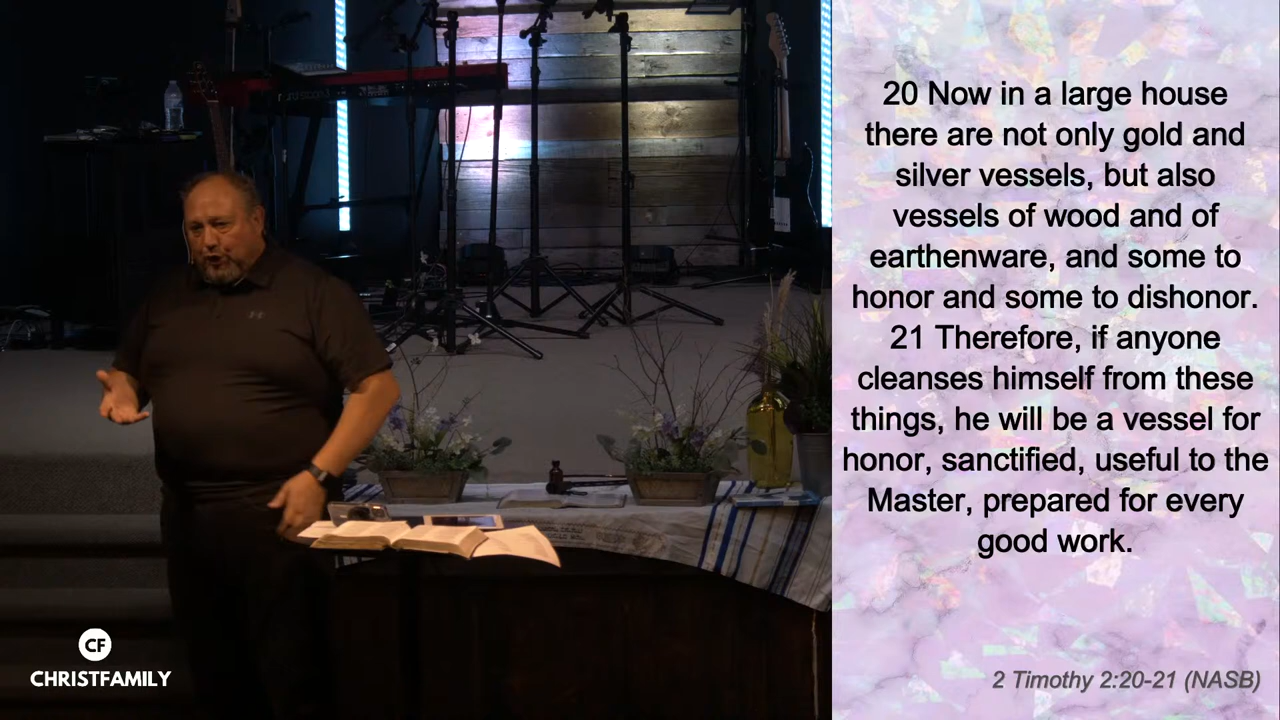 20 Now in a large house
there are not only gold and
silver vessels, but also
vessels of wood and of
earthenware, and some to
honor and some to dishonor.
21 Therefore, if anyone
cleanses himself from these
things, he will be a vessel for
honor, sanctified, useful to the
Master, prepared for every
good work.
2 Timothy 2:20-21 (NASB)
CF
CHRISTFAMILY